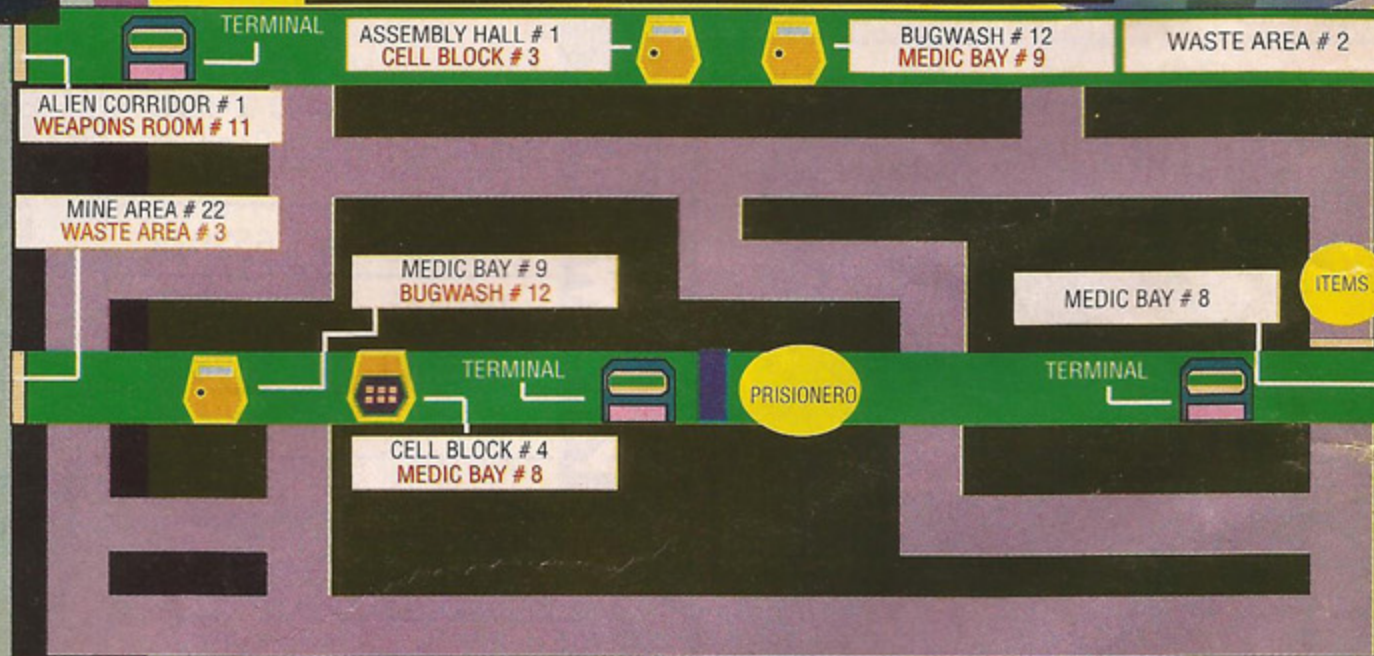 TERMINAL
ASSEMBLY HALL # 1
CELL BLOCK # 3
BUGWASH # 12
MEDIC BAY # 9
WASTE AREA # 2
ALIEN CORRIDOR # 1
WEAPONS ROOM # 11
MINE AREA # 22
WASTE AREA # 3
MEDIC BAY # 9
BUGWASH # 12
MEDIC BAY # 8
ITEMS
TERMINAL
PRISIONERO
TERMINAL
CELL BLOCK # 4
MEDIC BAY # 8